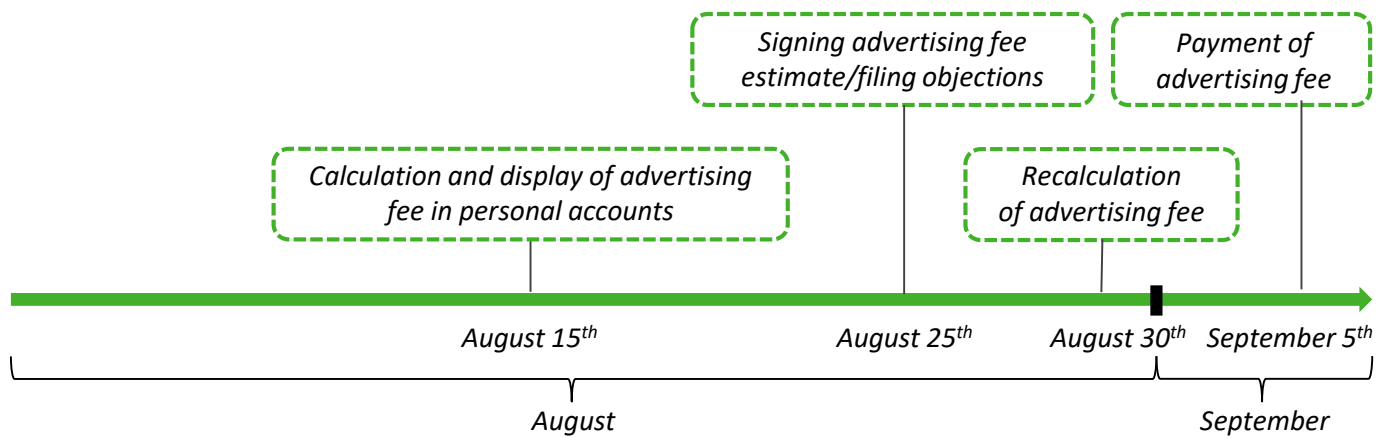 Signing advertising fee
estimate/filing objections
Payment of
advertising fee
Calculation and display of advertising
fee in personal accounts
Recalculation
of advertising fee
August 15th
August 25th
August 30th
September 5th
August
September